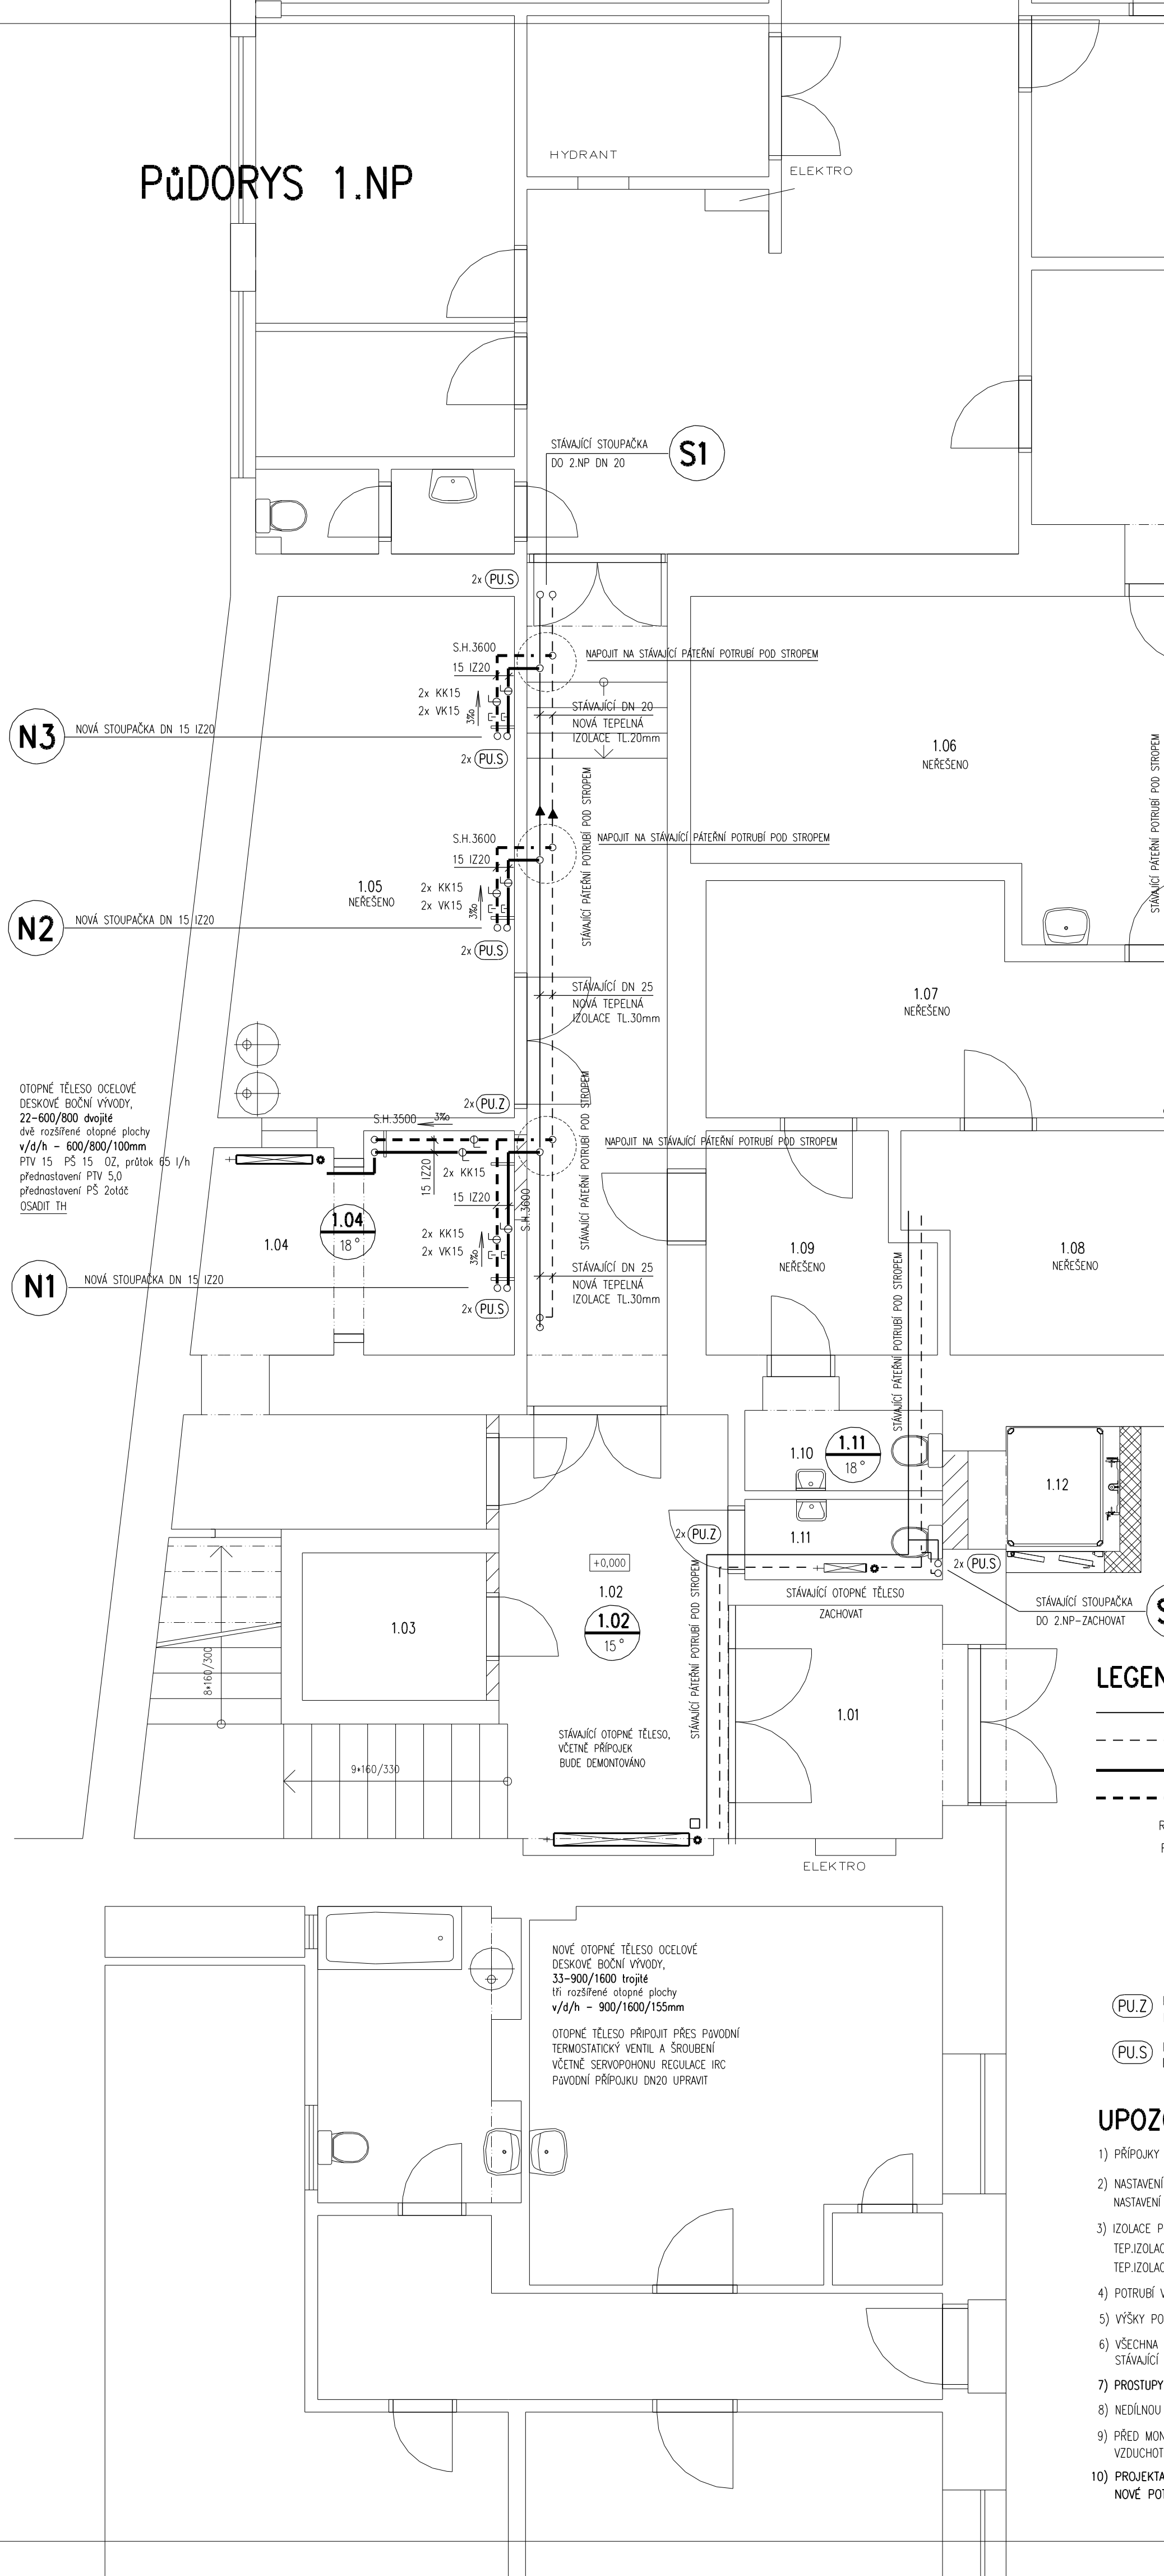 PůDORYS 1.NP
HYDRANT
ELEKTRO
STÁVAJÍCÍ STOUPAČKA
DO 2.NP DN 20
S1
2x PU.S
S.H.3600
15 IZ20
NAPOJIT NA STÁVAJÍCÍ PÁTEŘNÍ POTRUBÍ POD STROPEM
2x KK15
2x VK15
3‰
STÁVAJÍCÍ DN 20
NOVÁ TEPELNÁ
IZOLACE TL.20mm
N3
NOVÁ STOUPAČKA DN 15 IZ20
2x PU.S
1.06
NEŘEŠENO
STÁVAJÍCÍ PÁTEŘNÍ POTRUBÍ POD STROPEM
STÁVAJÍCÍ PÁTEŘNÍ POTRUBÍ POD STROPEM
S.H.3600
15 IZ20
NAPOJIT NA STÁVAJÍCÍ PÁTEŘNÍ POTRUBÍ POD STROPEM
1.05
NEŘEŠENO
2x KK15
2x VK15
3‰
N2
NOVÁ STOUPAČKA DN 15 IZ20
2x PU.S
STÁVAJÍCÍ DN 25
NOVÁ TEPELNÁ
IZOLACE TL.30mm
1.07
NEŘEŠENO
OTOPNÉ TĚLESO OCELOVÉ
DESKOVÉ BOČNÍ VÝVODY,
22-600/800 dvojité
dvě rozšířené otopné plochy
v/d/h - 600/800/100mm
PTV 15 PŠ 15 OZ, průtok 65 l/h
přednastavení PTV 5,0
přednastavení PŠ 2otáč
OSADIT TH
2x PU.Z
S.H.3500
3‰
STÁVAJÍCÍ PÁTEŘNÍ POTRUBÍ POD STROPEM
NAPOJIT NA STÁVAJÍCÍ PÁTEŘNÍ POTRUBÍ POD STROPEM
2x KK15
15 IZ20
15 IZ20
S.H.3600
1.04
1.04
18°
2x KK15
2x VK15
3‰
N1
NOVÁ STOUPAČKA DN 15 IZ20
2x PU.S
STÁVAJÍCÍ DN 25
NOVÁ TEPELNÁ
IZOLACE TL.30mm
1.09
NEŘEŠENO
1.08
NEŘEŠENO
STÁVAJÍCÍ PÁTEŘNÍ POTRUBÍ POD STROPEM
1.10
1.11
18°
1.12
1.11
2x PU.Z
2x PU.S
STÁVAJÍCÍ OTOPNÉ TĚLESO
ZACHOVAT
STÁVAJÍCÍ STOUPAČKA
DO 2.NP-ZACHOVAT
S
+0,000
1.02
1.02
15°
1.03
8*160/300
STÁVAJÍCÍ PÁTEŘNÍ POTRUBÍ POD STROPEM
1.01
STÁVAJÍCÍ OTOPNÉ TĚLESO,
VČETNĚ PŘÍPOJEK
BUDE DEMONTOVÁNO
9*160/330
ELEKTRO
LEGEN
NOVÉ OTOPNÉ TĚLESO OCELOVÉ
DESKOVÉ BOČNÍ VÝVODY,
33-900/1600 trojité
tři rozšířené otopné plochy
v/d/h - 900/1600/155mm
OTOPNÉ TĚLESO PŘIPOJIT PŘES PůVODNÍ
TERMOSTATICKÝ VENTIL A ŠROUBENÍ
VČETNĚ SERVOPOHONU REGULACE IRC
PůVODNÍ PŘÍPOJKU DN20 UPRAVIT
PU.Z
PU.S
UPOZ
1) PŘÍPOJKY
2) NASTAVENÍ
NASTAVENÍ
3) IZOLACE P
TEP.IZOLAC
TEP.IZOLAC
4) POTRUBÍ V
5) VÝŠKY PO
6) VŠECHNA
STÁVAJÍCÍ
7) PROSTUPY
8) NEDÍLNOU
9) PŘED MON
VZDUCHOT
10) PROJEKTA
NOVÉ POT